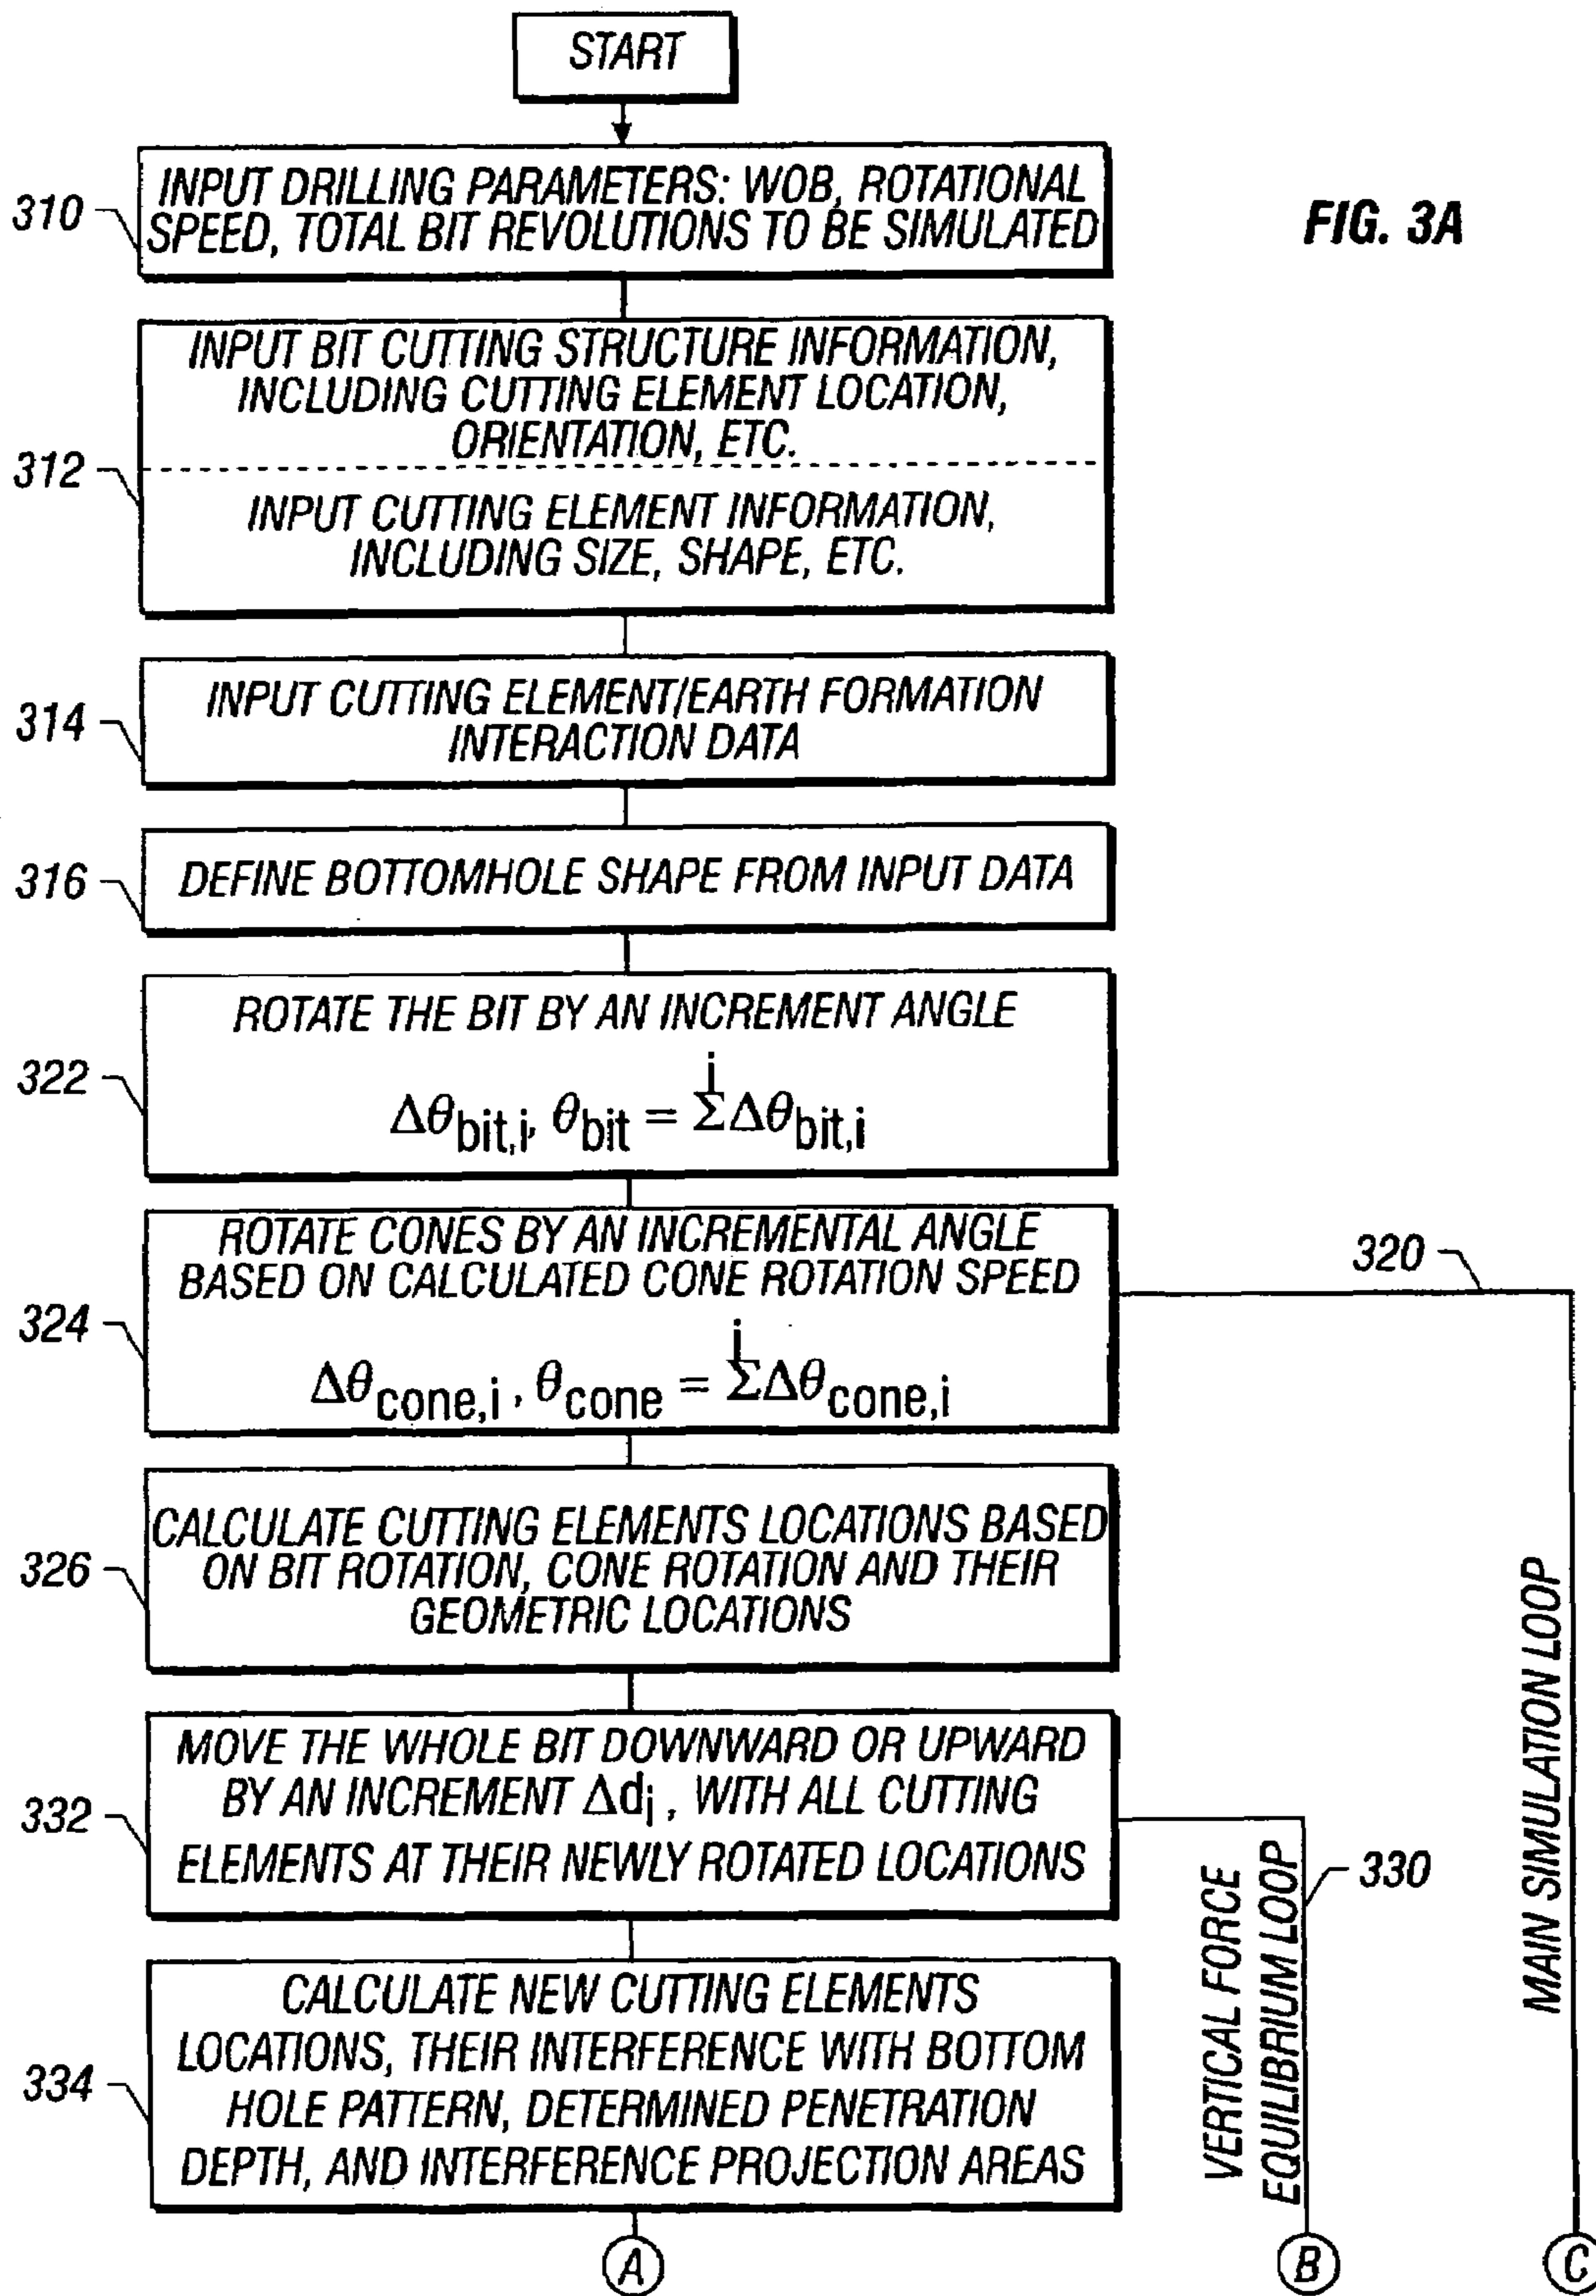 START
FIG. 3A
310
INPUT DRILLING PARAMETERS: WOB, ROTATIONAL
SPEED, TOTAL BIT REVOLUTIONS TO BE SIMULATED
312
INPUT BIT CUTTING STRUCTURE INFORMATION,
INCLUDING CUTTING ELEMENT LOCATION,
ORIENTATION, ETC.
INPUT CUTTING ELEMENT INFORMATION,
INCLUDING SIZE, SHAPE, ETC.
314
INPUT CUTTING ELEMENT/EARTH FORMATION
INTERACTION DATA
316
DEFINE BOTTOMHOLE SHAPE FROM INPUT DATA
322
ROTATE THE BIT BY AN INCREMENT ANGLE
i
Δθbit,i, θbit = ΣΔθbit,i
324
ROTATE CONES BY AN INCREMENTAL ANGLE
BASED ON CALCULATED CONE ROTATION SPEED
i
Δθcone,i, θcone = ΣΔθcone,i
320
326
CALCULATE CUTTING ELEMENTS LOCATIONS BASED
ON BIT ROTATION, CONE ROTATION AND THEIR
GEOMETRIC LOCATIONS
332
MOVE THE WHOLE BIT DOWNWARD OR UPWARD
BY AN INCREMENT Δdi, WITH ALL CUTTING
ELEMENTS AT THEIR NEWLY ROTATED LOCATIONS
334
CALCULATE NEW CUTTING ELEMENTS
LOCATIONS, THEIR INTERFERENCE WITH BOTTOM
HOLE PATTERN, DETERMINED PENETRATION
DEPTH, AND INTERFERENCE PROJECTION AREAS
VERTICAL FORCE
EQUILIBRIUM LOOP
330
MAIN SIMULATION LOOP
A
B
C